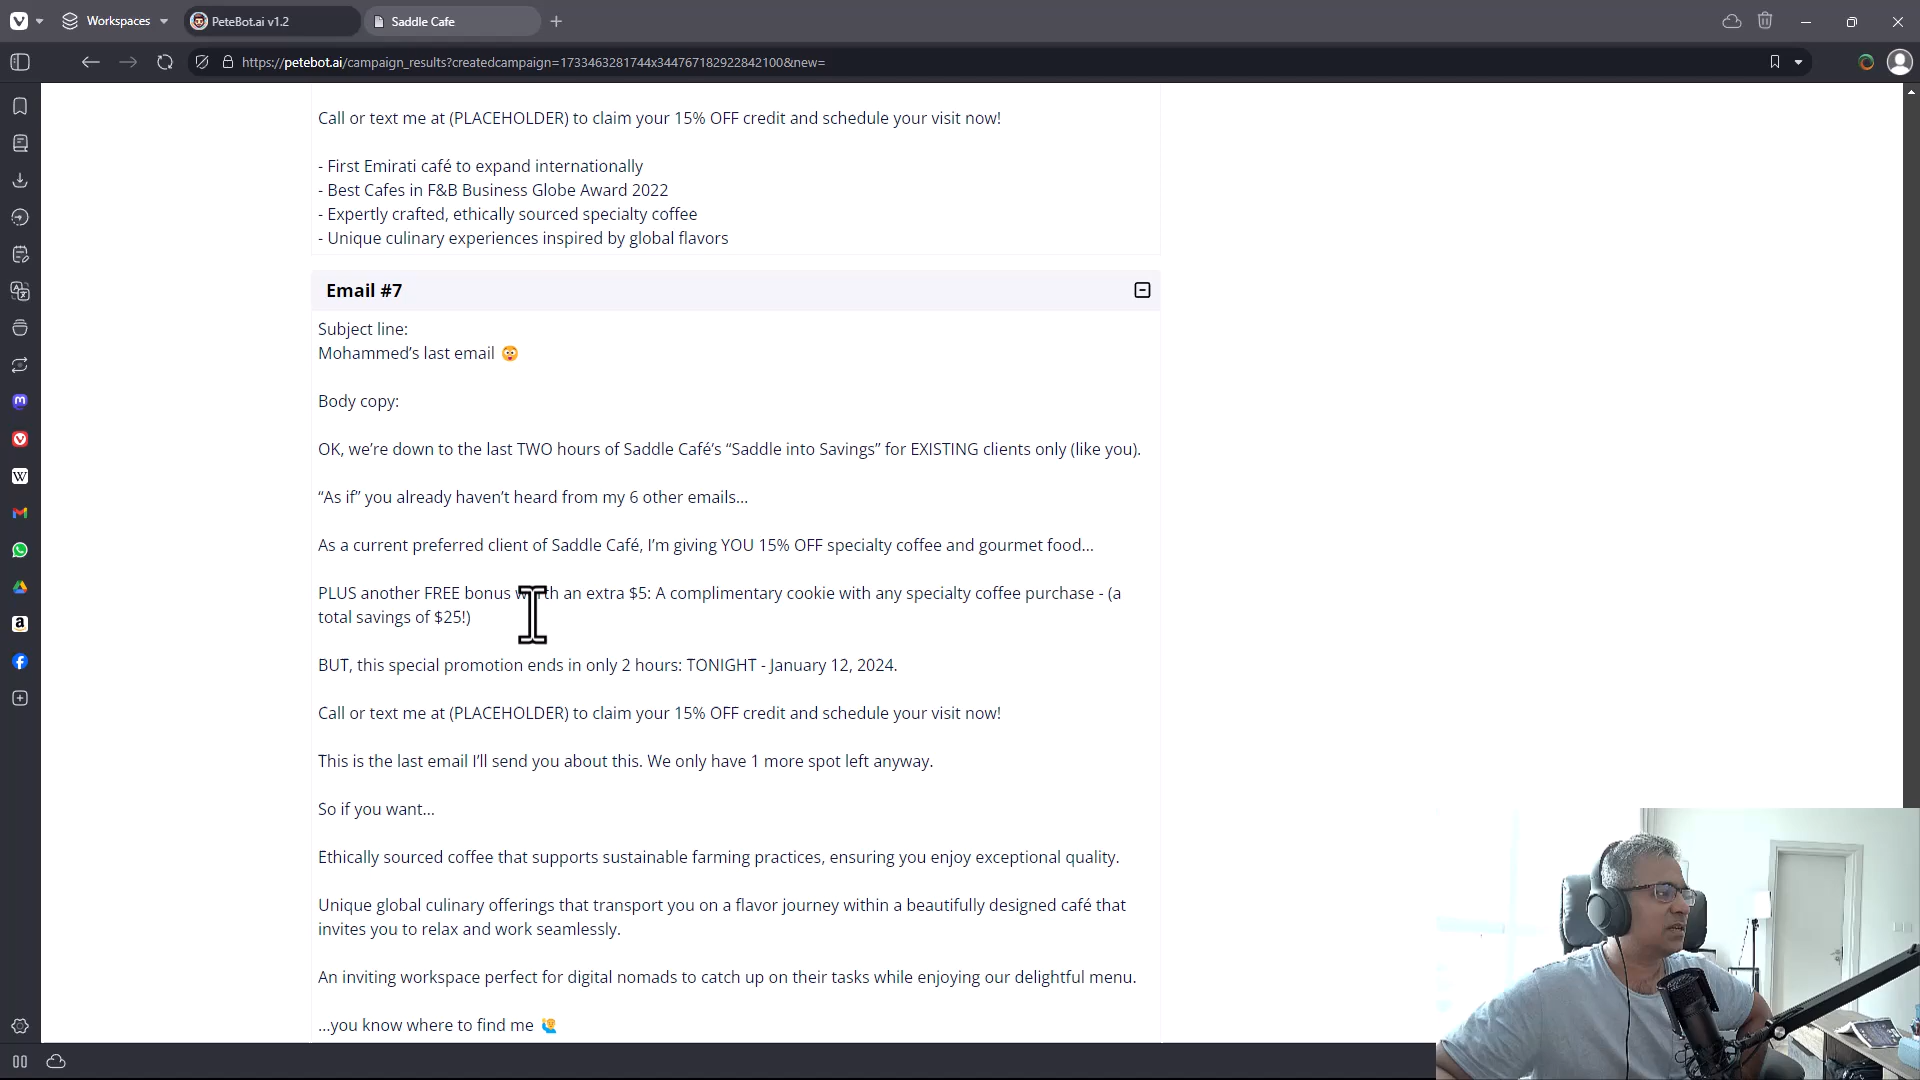 Workspaces
PeteBot.ai v1.2
Saddle Cafe
https://petebot.ai/campaign_results?createdcampaign=1733463281744x344767182922842100&new=
Call or text me at (PLACEHOLDER) to claim your 15% OFF credit and schedule your visit now!
- First Emirati café to expand internationally
- Best Cafes in F&B Business Globe Award 2022
- Expertly crafted, ethically sourced specialty coffee
- Unique culinary experiences inspired by global flavors
Email #7
Subject line:
Mohammed’s last email 😳
Body copy:
OK, we’re down to the last TWO hours of Saddle Café’s “Saddle into Savings” for EXISTING clients only (like you).
“As if” you already haven’t heard from my 6 other emails...
As a current preferred client of Saddle Café, I’m giving YOU 15% OFF specialty coffee and gourmet food...
PLUS another FREE bonus worth an extra $5: A complimentary cookie with any specialty coffee purchase - (a
total savings of $25!)
BUT, this special promotion ends in only 2 hours: TONIGHT - January 12, 2024.
Call or text me at (PLACEHOLDER) to claim your 15% OFF credit and schedule your visit now!
This is the last email I’ll send you about this. We only have 1 more spot left anyway.
So if you want...
Ethically sourced coffee that supports sustainable farming practices, ensuring you enjoy exceptional quality.
Unique global culinary offerings that transport you on a flavor journey within a beautifully designed café that
invites you to relax and work seamlessly.
An inviting workspace perfect for digital nomads to catch up on their tasks while enjoying our delightful menu.
...you know where to find me 🙋